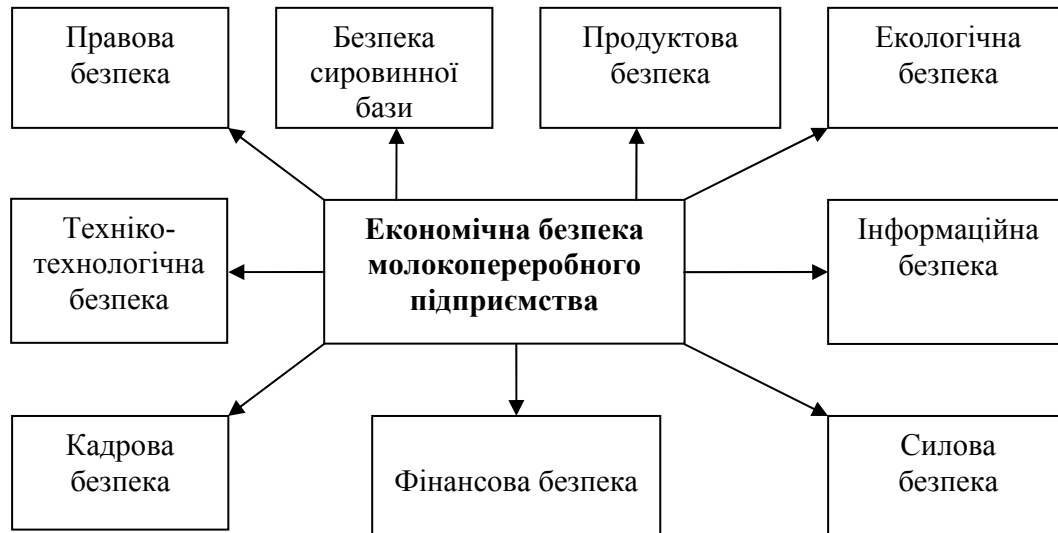 Правова
безпека
Безпека
сировинної
бази
Продуктова
безпека
Екологічна
безпека
Техніко-
технологічна
безпека
Економічна безпека
молокопереробного
підприємства
Інформаційна
безпека
Кадрова
безпека
Фінансова безпека
Силова
безпека